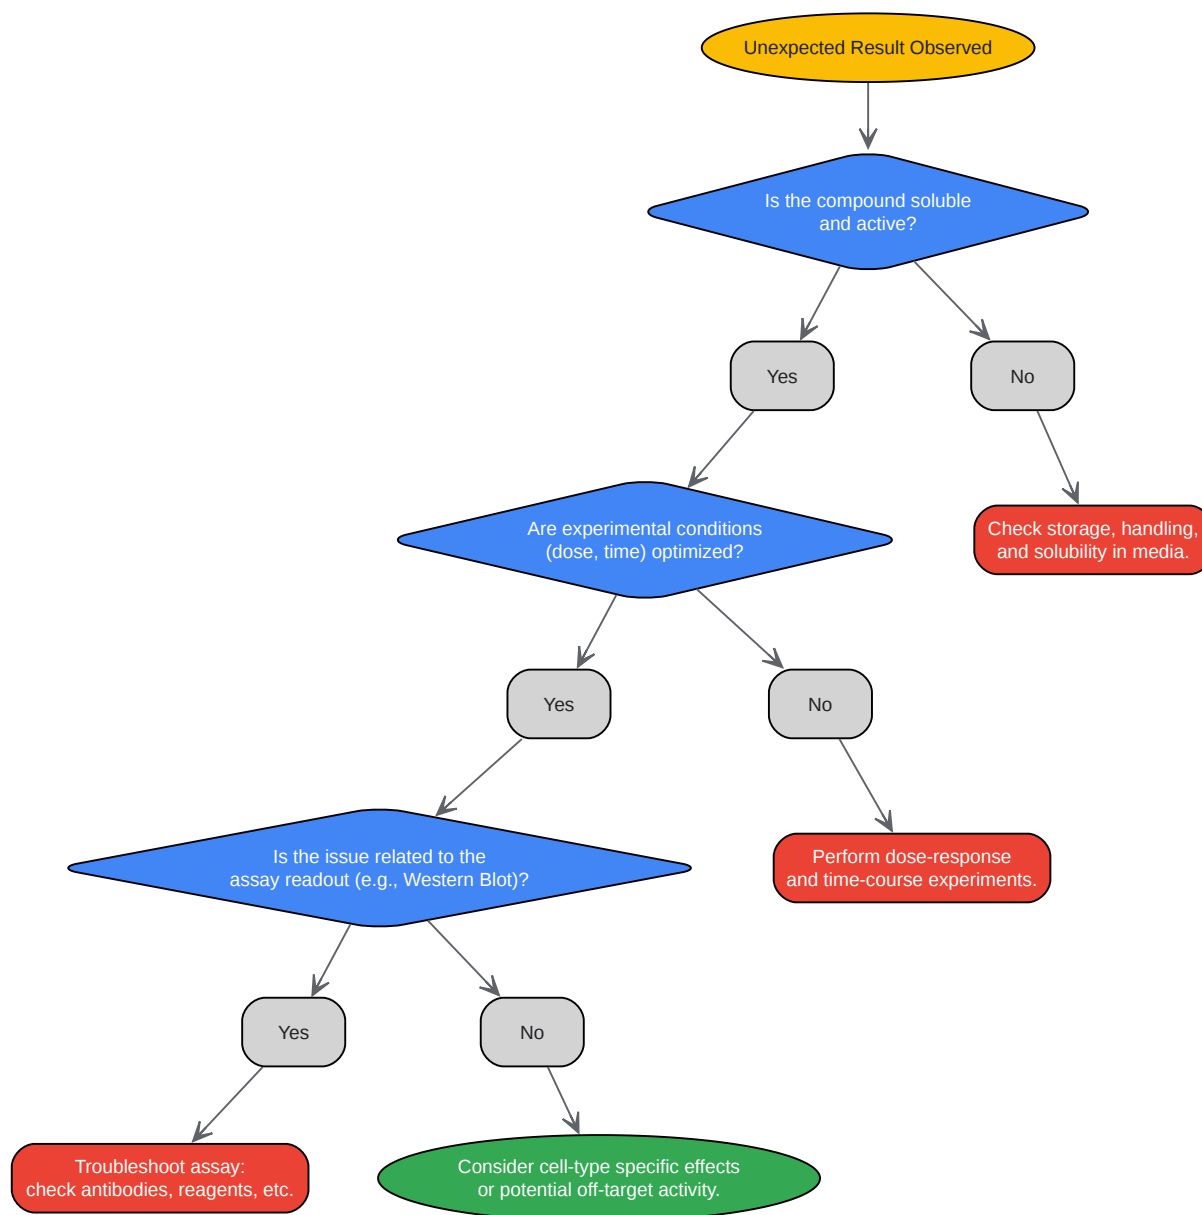 Unexpected Result Observed
Is the compound soluble
and active?
Yes
No
Are experimental conditions
(dose, time) optimized?
Check storage, handling,
and solubility in media.
Yes
No
Is the issue related to the
assay readout (e.g., Western Blot)?
Perform dose-response
and time-course experiments.
Yes
No
Troubleshoot assay:
check antibodies, reagents, etc.
Consider cell-type specific effects
or potential off-target activity.